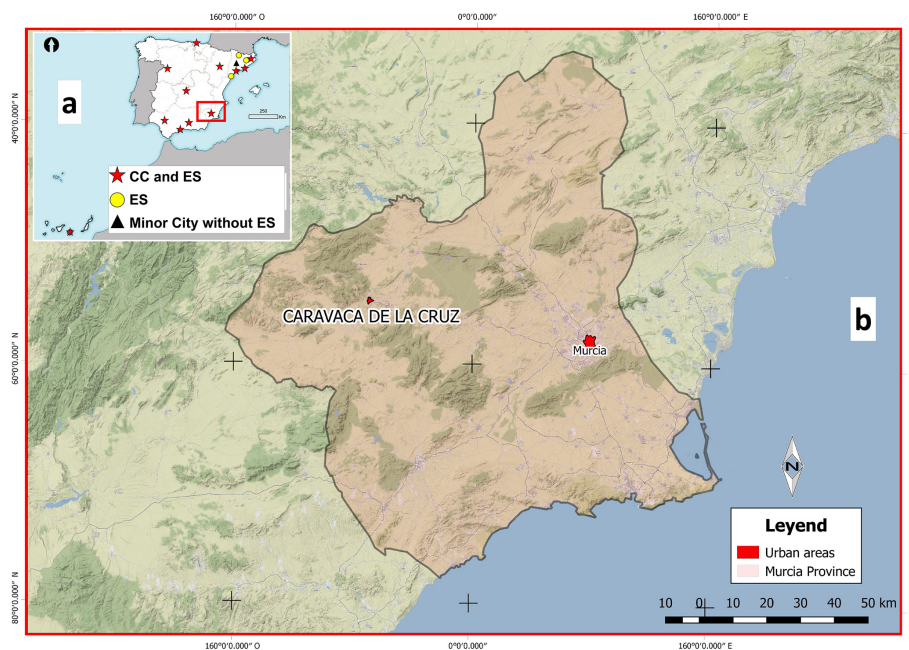 160°0'0.000" O 0°0'0.000" 160°0'0.000" E
a
250
Km
CC and ES
ES
Minor City without ES
40°0'0.000" N
60°0'0.000" N
80°0'0.000" N
CARAVACA DE LA CRUZ
Murcia
b
N
Leyend
Urban areas
Murcia Province
10 0 10 20 30 40 50 km
160°0'0.000" O 0°0'0.000" 160°0'0.000" E